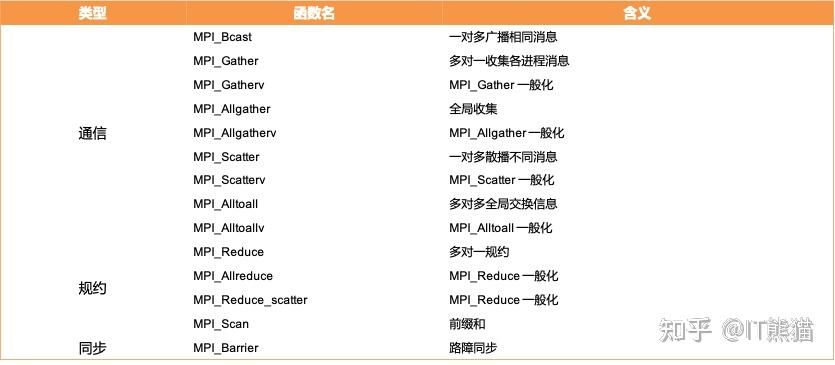 类型 函数名 含义
MPI_Bcast 一对多广播相同消息
MPI_Gather 多对一收集各进程消息
MPI_Gatherv MPI_Gather 一般化
MPI_Allgather 全局收集
通信 MPI_Allgatherv MPI_Allgather 一般化
MPI_Scatter 一对多散播不同消息
MPI_Scatterv MPI_Scatter 一般化
MPI_Alltoall 多对多全局交换信息
MPI_Alltoallv MPI_Alltoall 一般化
MPI_Reduce 多对一规约
MPI_Allreduce MPI_Reduce 一般化
规约
MPI_Reduce_scatter MPI_Reduce 一般化
MPI_Scan 前缀和
同步 MPI_Barrier 路障同步
知乎 @IT熊猫